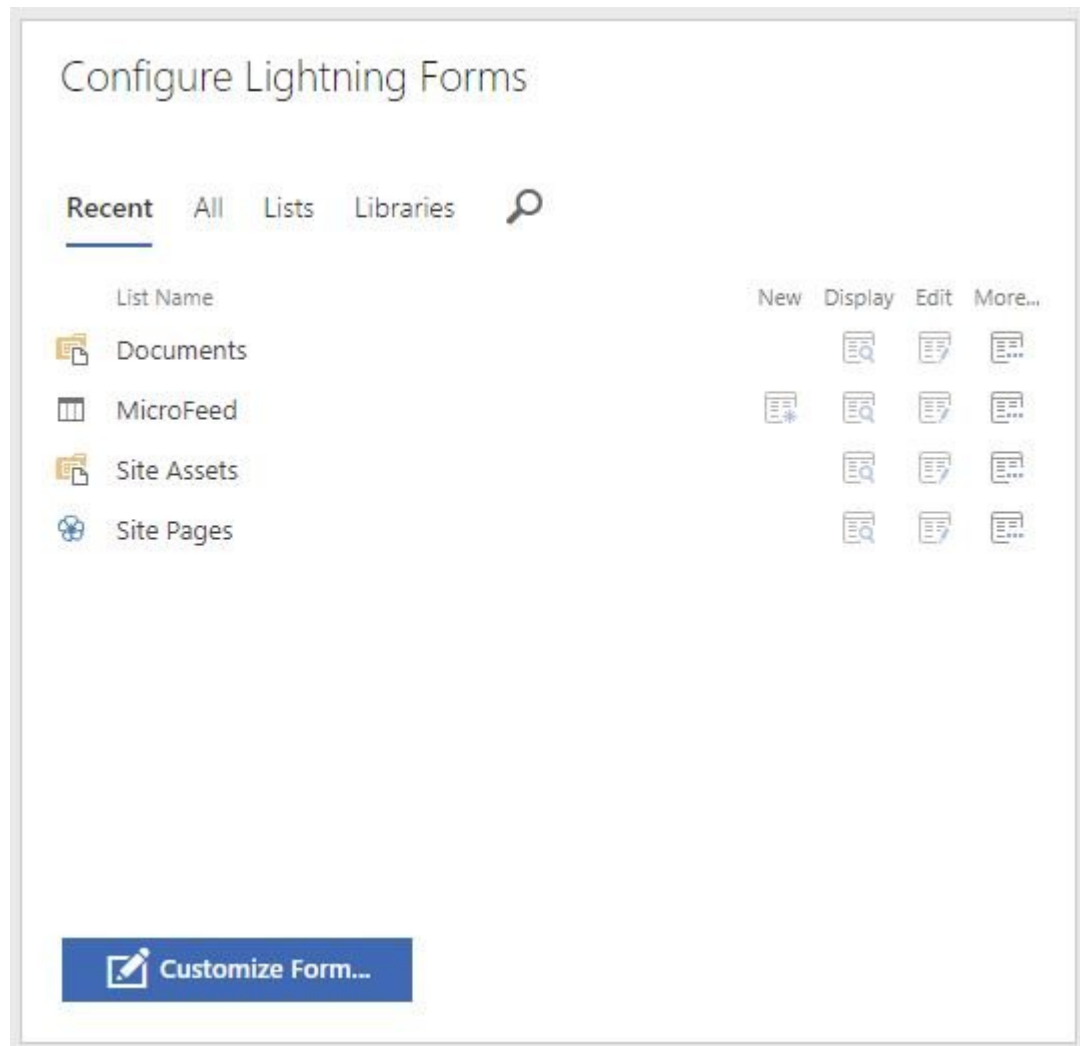 Configure Lightning Forms
Recent All Lists Libraries
List Name New Display Edit More...
Documents
MicroFeed
Site Assets
Site Pages
Customize Form...